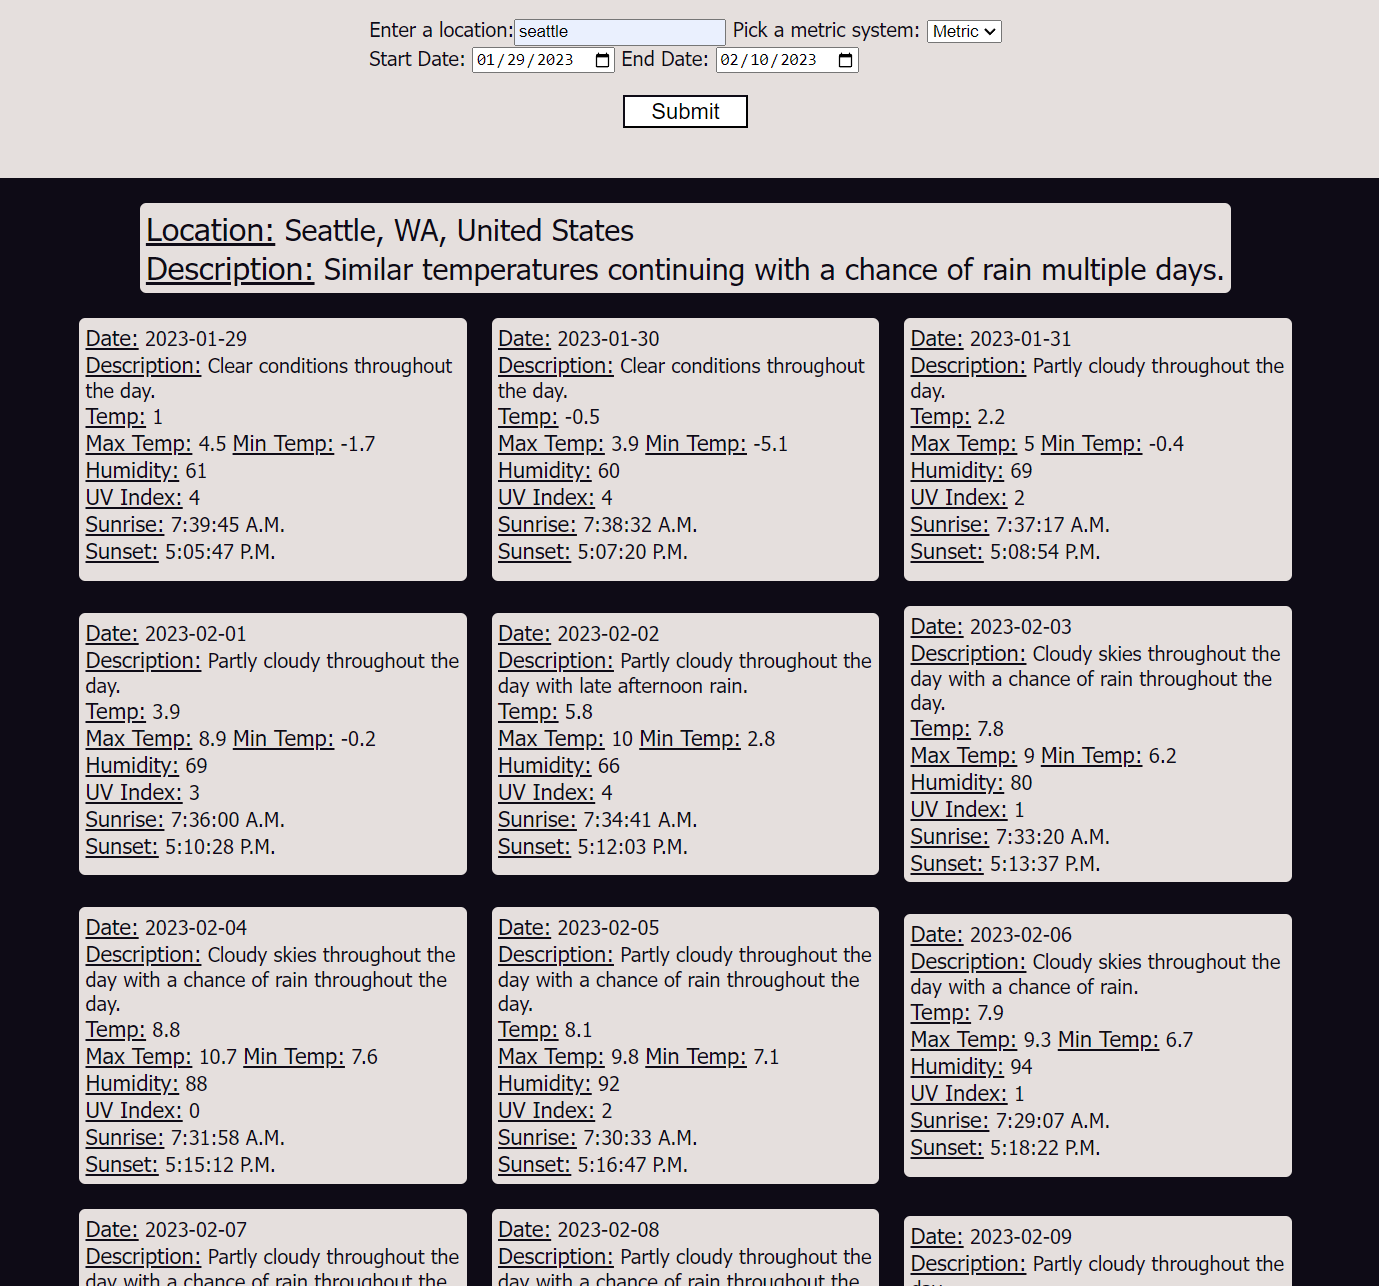 Enter a location: seattle Pick a metric system: Metric
Start Date: 01/29/2023 End Date: 02/10/2023
Submit
Location: Seattle, WA, United States
Description: Similar temperatures continuing with a chance of rain multiple days.
Date: 2023-01-29
Description: Clear conditions throughout
the day.
Temp: 1
Max Temp: 4.5 Min Temp: -1.7
Humidity: 61
UV Index: 4
Sunrise: 7:39:45 A.M.
Sunset: 5:05:47 P.M.
Date: 2023-01-30
Description: Clear conditions throughout
the day.
Temp: -0.5
Max Temp: 3.9 Min Temp: -5.1
Humidity: 60
UV Index: 4
Sunrise: 7:38:32 A.M.
Sunset: 5:07:20 P.M.
Date: 2023-01-31
Description: Partly cloudy throughout the
day.
Temp: 2.2
Max Temp: 5 Min Temp: -0.4
Humidity: 69
UV Index: 2
Sunrise: 7:37:17 A.M.
Sunset: 5:08:54 P.M.
Date: 2023-02-01
Description: Partly cloudy throughout the
day.
Temp: 3.9
Max Temp: 8.9 Min Temp: -0.2
Humidity: 69
UV Index: 3
Sunrise: 7:36:00 A.M.
Sunset: 5:10:28 P.M.
Date: 2023-02-02
Description: Partly cloudy throughout the
day with late afternoon rain.
Temp: 5.8
Max Temp: 10 Min Temp: 2.8
Humidity: 66
UV Index: 4
Sunrise: 7:34:41 A.M.
Sunset: 5:12:03 P.M.
Date: 2023-02-03
Description: Cloudy skies throughout the
day with a chance of rain throughout the
day.
Temp: 7.8
Max Temp: 9 Min Temp: 6.2
Humidity: 80
UV Index: 1
Sunrise: 7:33:20 A.M.
Sunset: 5:13:37 P.M.
Date: 2023-02-04
Description: Cloudy skies throughout the
day with a chance of rain throughout the
day.
Temp: 8.8
Max Temp: 10.7 Min Temp: 7.6
Humidity: 88
UV Index: 0
Sunrise: 7:31:58 A.M.
Sunset: 5:15:12 P.M.
Date: 2023-02-05
Description: Partly cloudy throughout the
day with a chance of rain throughout the
day.
Temp: 8.1
Max Temp: 9.8 Min Temp: 7.1
Humidity: 92
UV Index: 2
Sunrise: 7:30:33 A.M.
Sunset: 5:16:47 P.M.
Date: 2023-02-06
Description: Cloudy skies throughout the
day with a chance of rain.
Temp: 7.9
Max Temp: 9.3 Min Temp: 6.7
Humidity: 94
UV Index: 1
Sunrise: 7:29:07 A.M.
Sunset: 5:18:22 P.M.
Date: 2023-02-07
Description: Partly cloudy throughout the
day with a chance of rain throughout the
Date: 2023-02-08
Description: Partly cloudy throughout the
day with a chance of rain throughout the
Date: 2023-02-09
Description: Partly cloudy throughout the